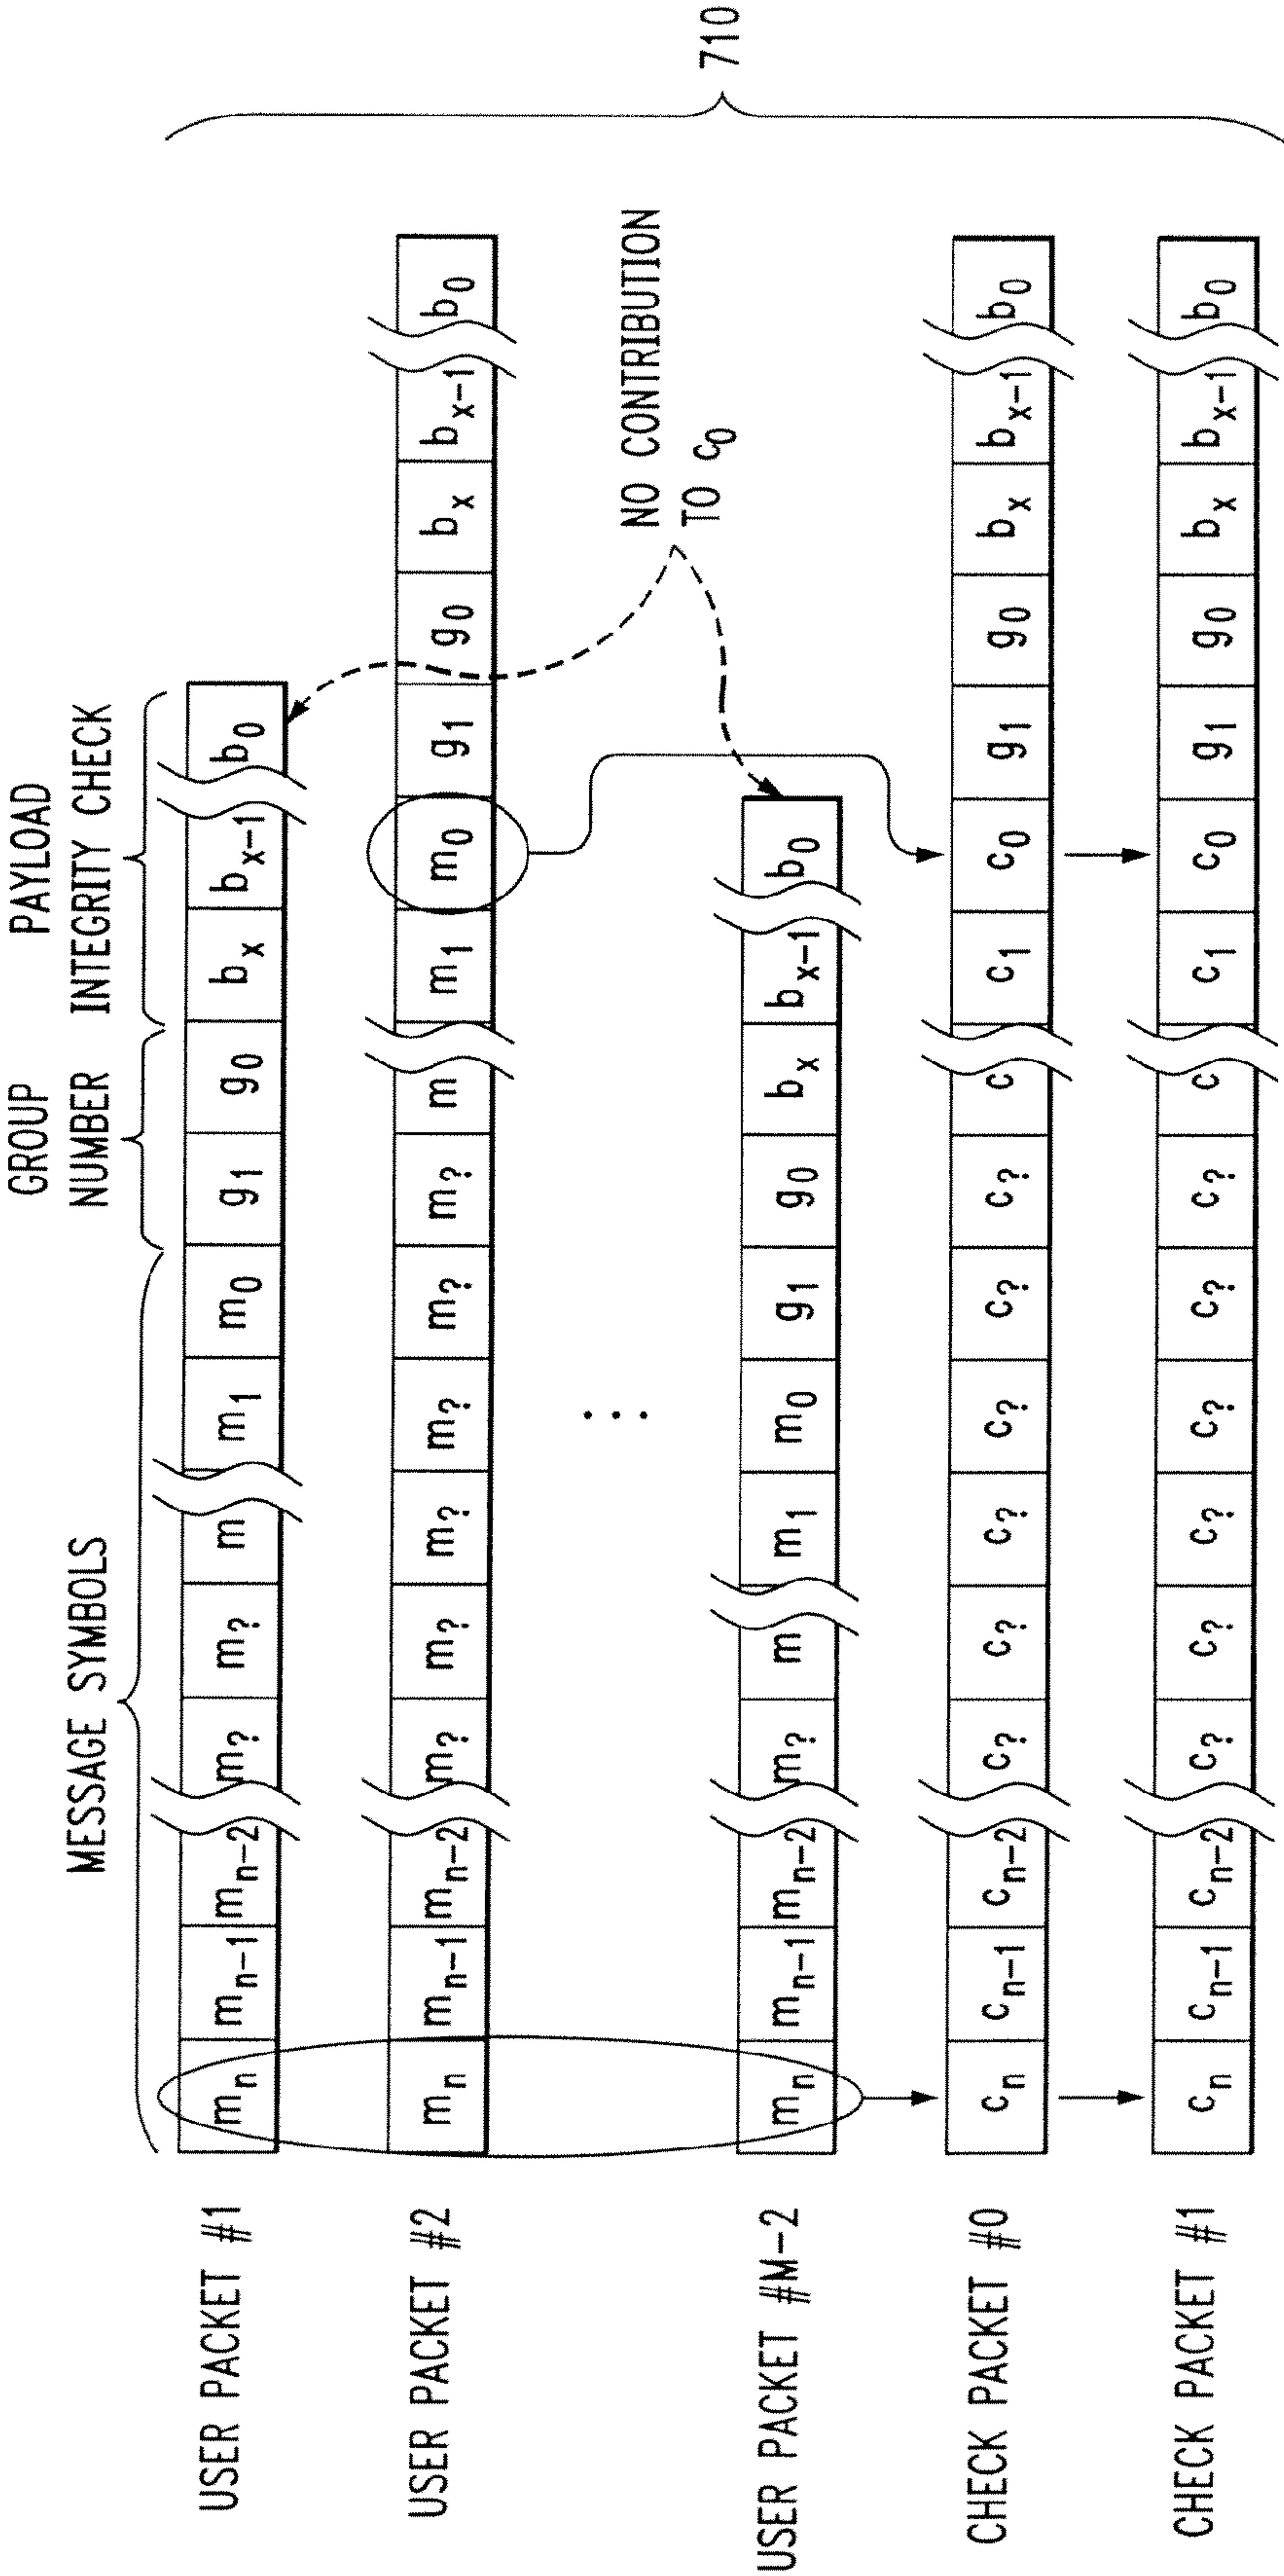 MESSAGE SYMBOLS
GROUP
NUMBER
PAYLOAD
INTEGRITY CHECK
USER PACKET #1
mn mn-1 mn-2 m? m? m m1 m0 g1 g0 bx bx-1 b0
USER PACKET #2
mn mn-1 mn-2 m? m? m? m? m? m? m m1 m0 g1 g0 bx bx-1 b0
NO CONTRIBUTION
TO c0
...
USER PACKET #M-2
mn mn-1 mn-2 m? m m1 m0 g1 g0 bx bx-1 b0
CHECK PACKET #0
cn cn-1 cn-2 c? c? c? c? c? c? c c1 c0 g1 g0 bx bx-1 b0
CHECK PACKET #1
cn cn-1 cn-2 c? c? c? c? c? c? c c1 c0 g1 g0 bx bx-1 b0
710